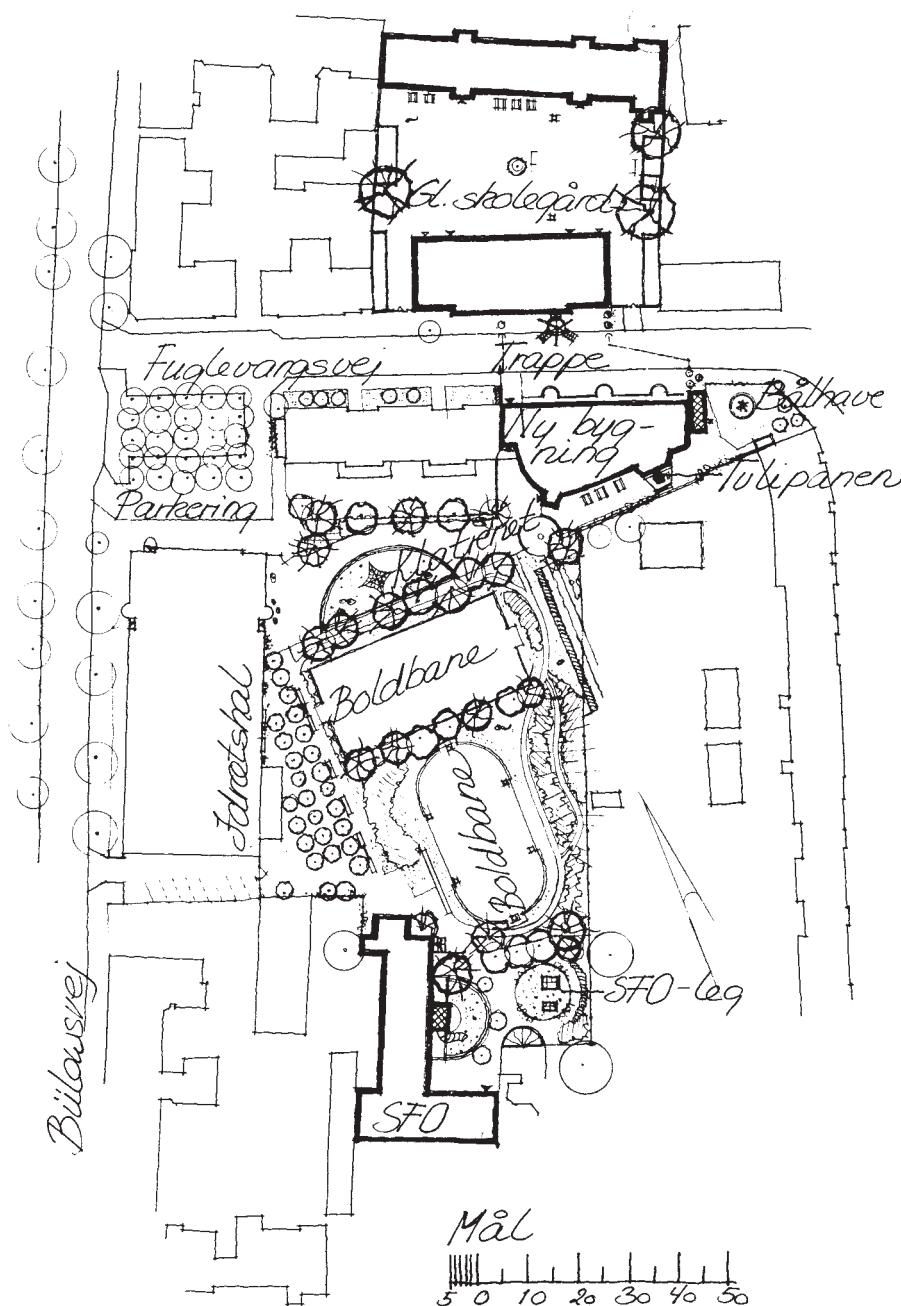 Gl. skolegård
Fuglevangsvej
Trappe
Bålhave
Ny byg-
ning
Tulipanen
Parkering
Klatrenet
Boldbane
Idrætshal
Boldbane
SFO-leg
Bülowsvej
SFO
Mål
5 0 10 20 30 40 50